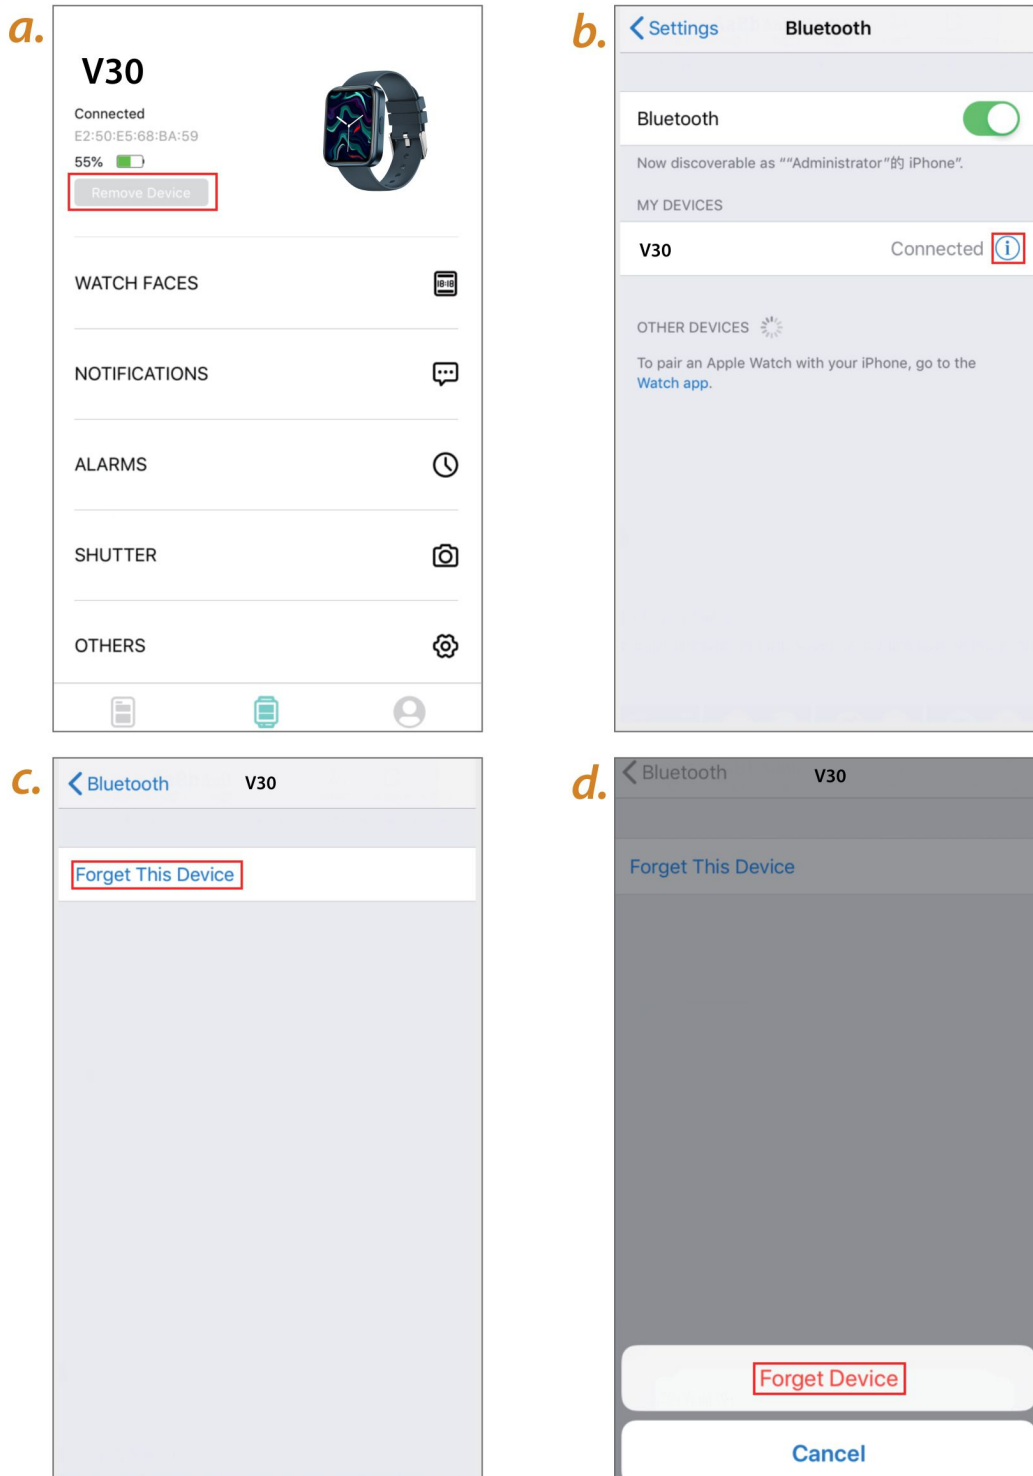 a.
V30
Connected
E2:50:E5:68:BA:59
55%
Remove Device
WATCH FACES
18:18
NOTIFICATIONS
ALARMS
SHUTTER
OTHERS
b.
Settings Bluetooth
Bluetooth
Now discoverable as ""Administrator"的 iPhone".
MY DEVICES
V30 Connected i
OTHER DEVICES
To pair an Apple Watch with your iPhone, go to the
Watch app.
c.
Bluetooth V30
Forget This Device
d.
Bluetooth V30
Forget This Device
Forget Device
Cancel